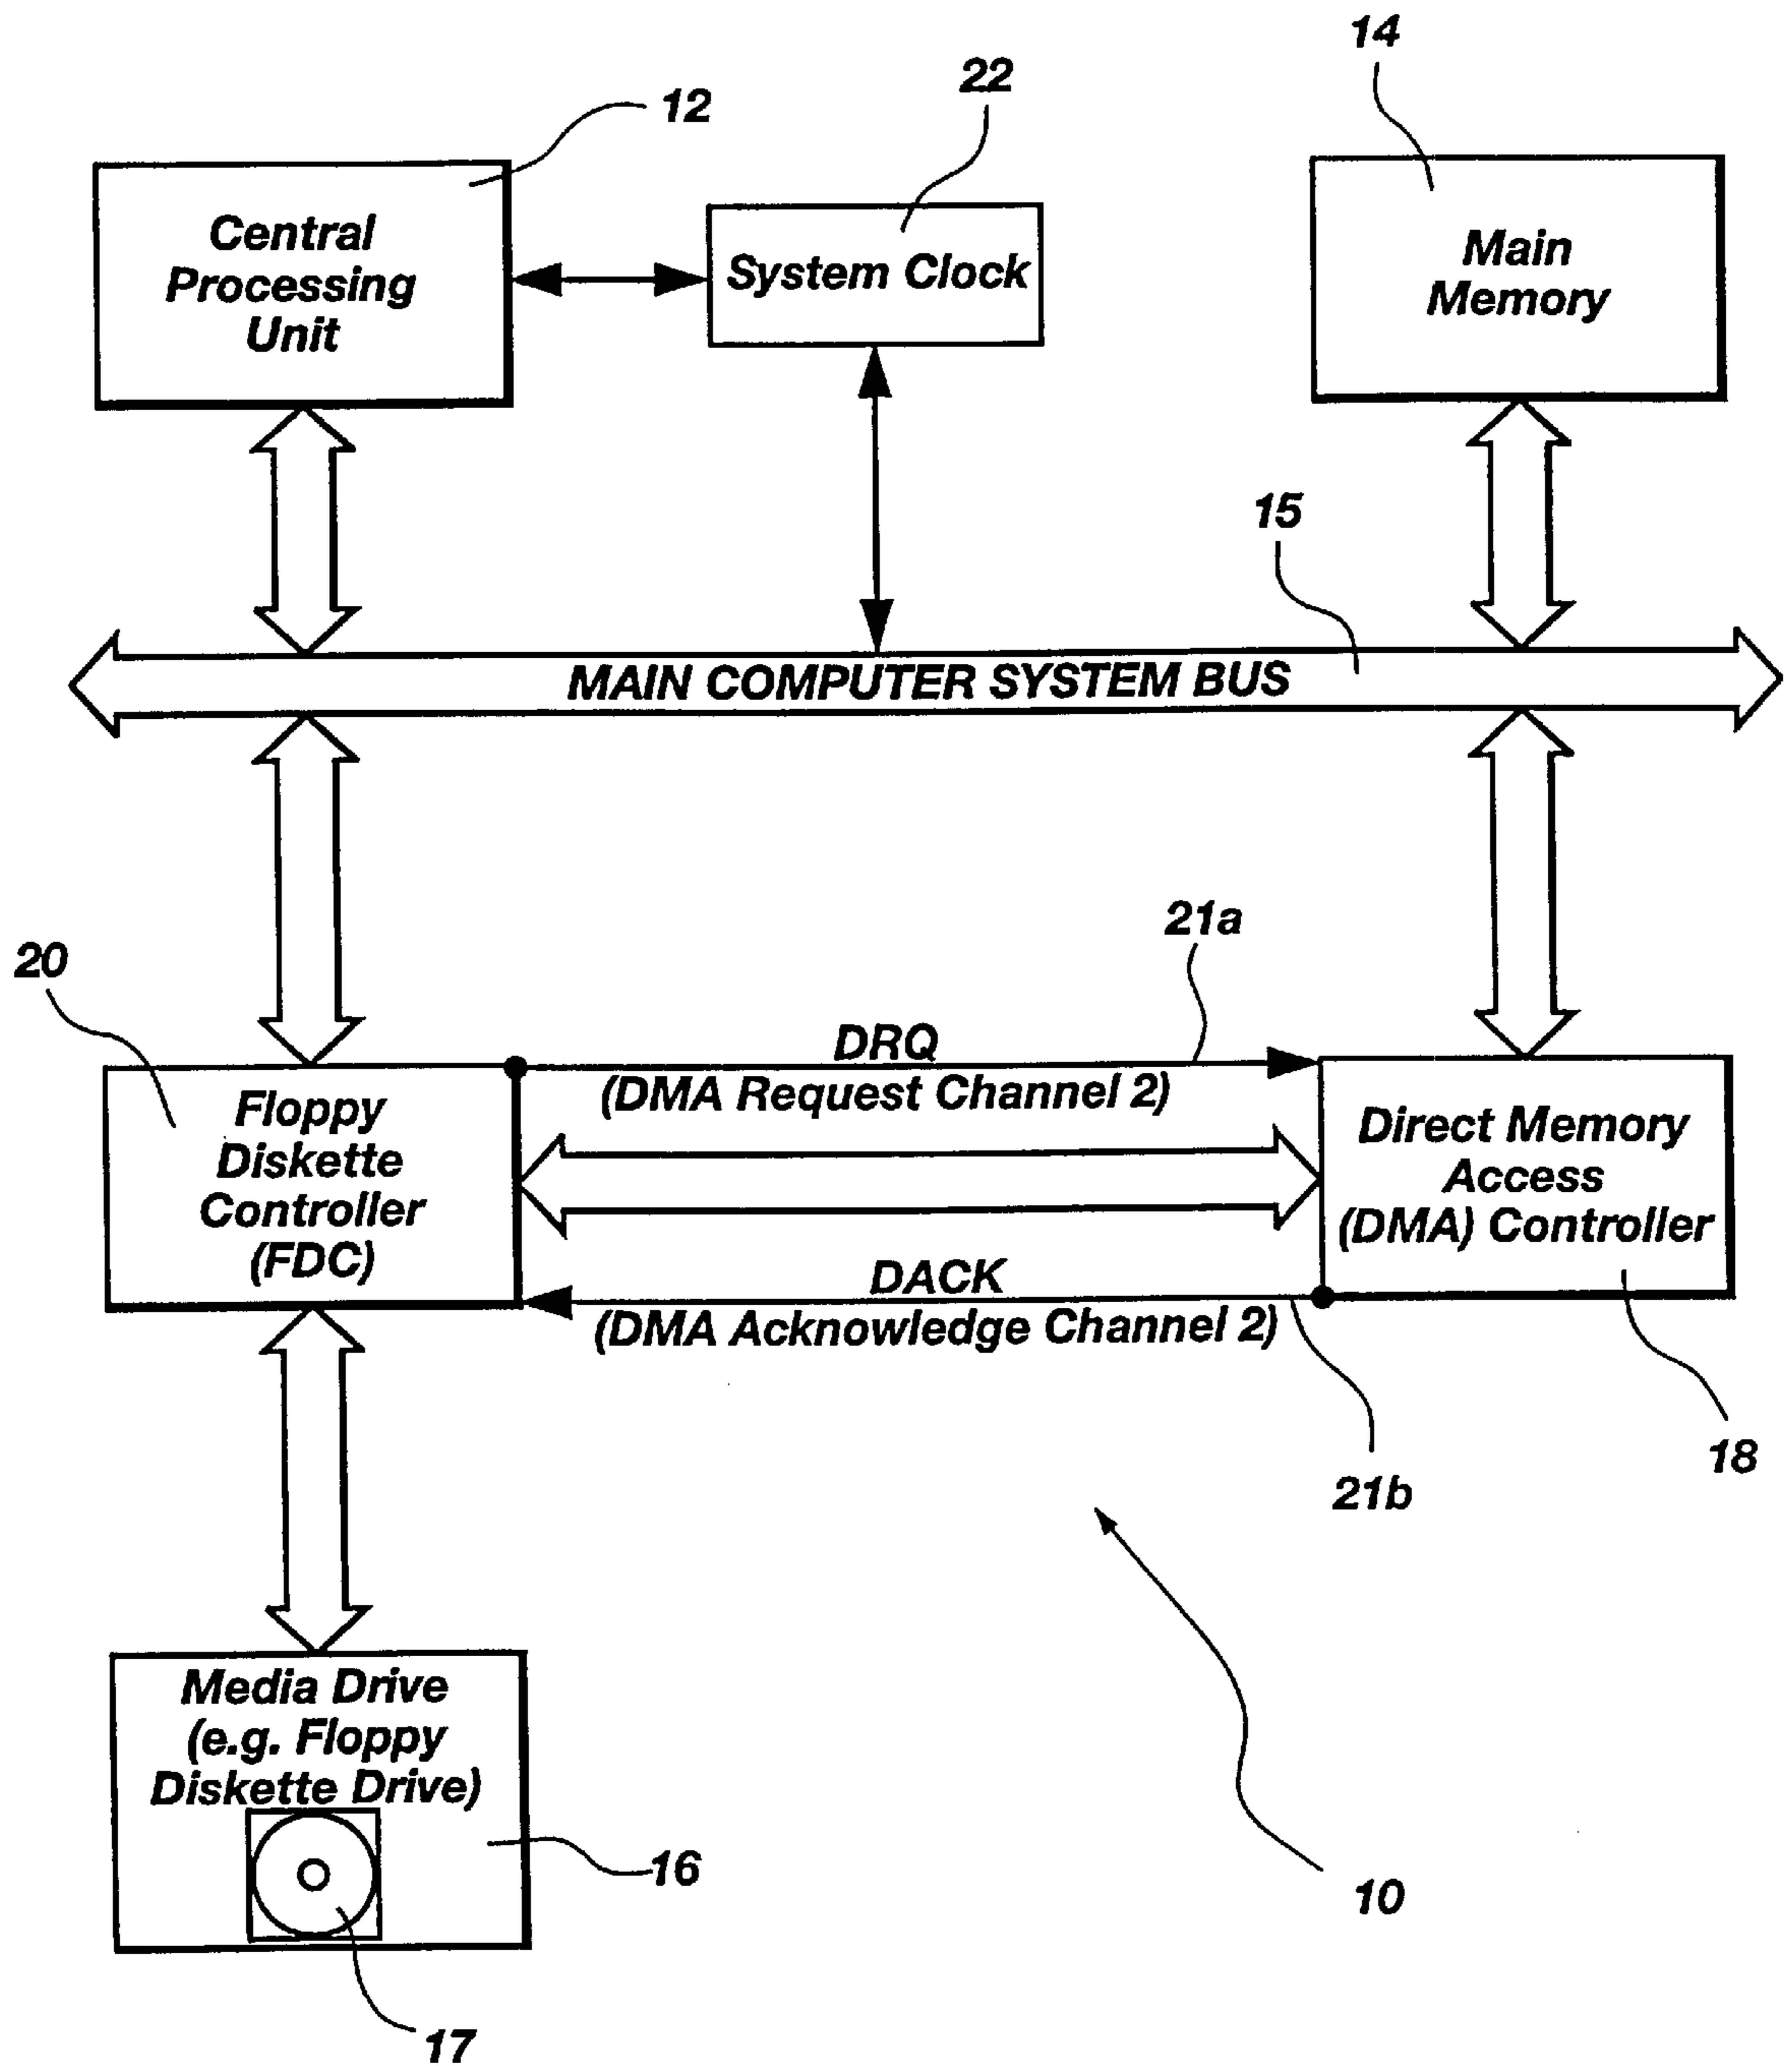 14
22
12
Central
Processing
Unit
System Clock
Main
Memory
15
MAIN COMPUTER SYSTEM BUS
21a
20
DRQ
(DMA Request Channel 2)
Floppy
Diskette
Controller
(FDC)
Direct Memory
Access
(DMA) Controller
DACK
(DMA Acknowledge Channel 2)
18
21b
Media Drive
(e.g. Floppy
Diskette Drive)
16
10
17